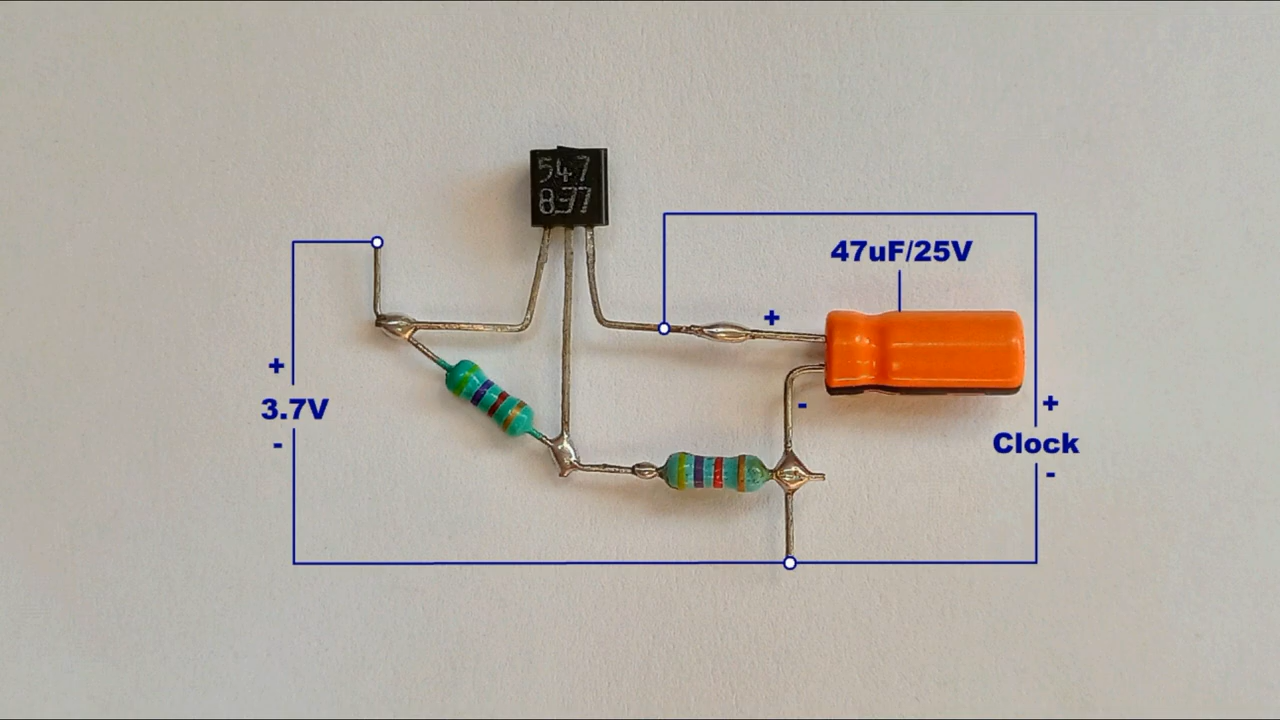 547
837
47uF/25V
+
-
+
3.7V
-
+
Clock
-